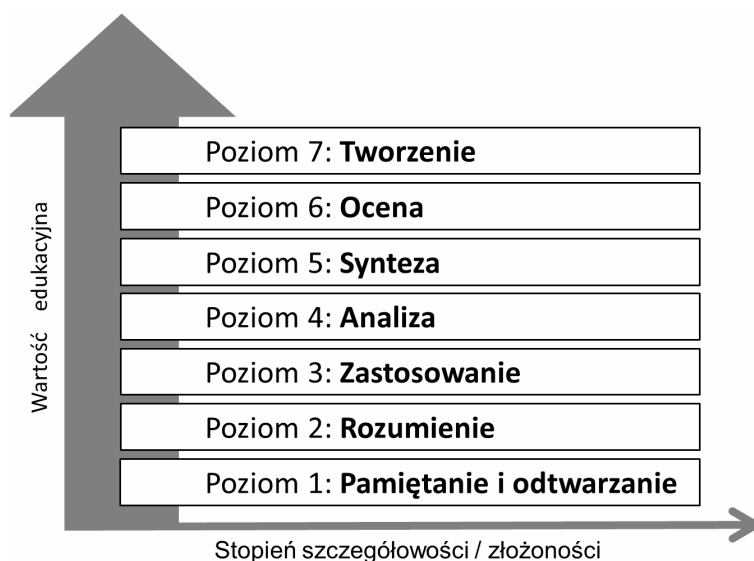 Poziom 7: Tworzenie
Poziom 6: Ocena
Poziom 5: Synteza
Poziom 4: Analiza
Poziom 3: Zastosowanie
Poziom 2: Rozumienie
Poziom 1: Pamiętanie i odtwarzanie
Wartość edukacyjna
Stopień szczegółowości / złożoności